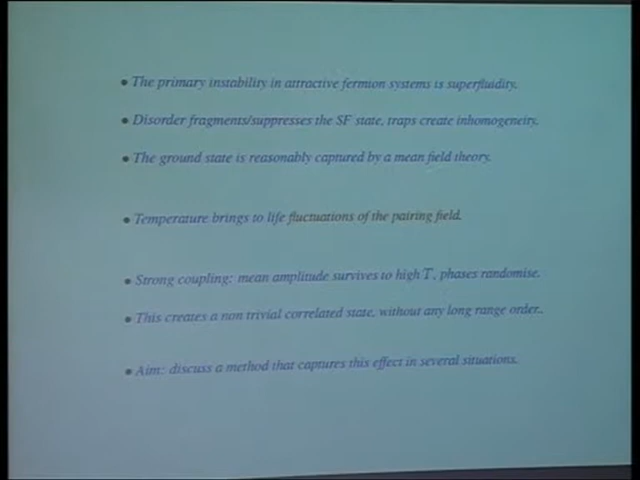 • The primary instability in attractive fermion systems is superfluidity.
• Disorder fragments/suppresses the SF state, traps create inhomogeneity.
• The ground state is reasonably captured by a mean field theory.
• Temperature brings to life fluctuations of the pairing field.
• Strong coupling: mean amplitude survives to high T, phases randomise.
• This creates a non trivial correlated state, without any long range order..
• Aim: discuss a method that captures this effect in several situations.